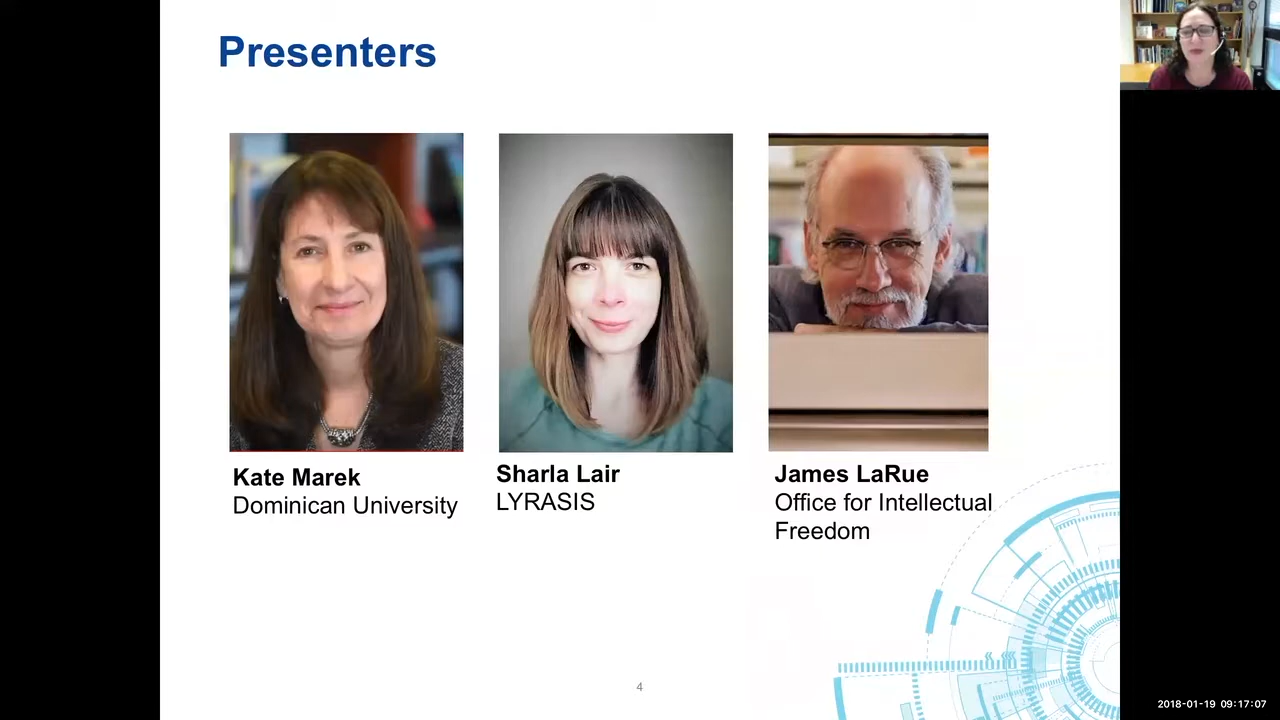 Presenters
Kate Marek
Dominican University
Sharla Lair
LYRASIS
James LaRue
Office for Intellectual
Freedom
4
2018-01-19 09:17:07